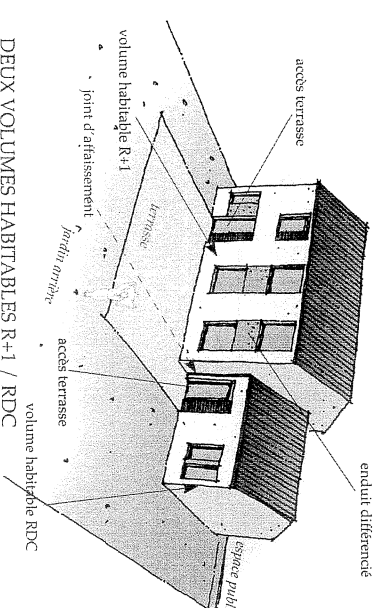 accès terrasse
volume habitable R+1
joint d'affaissement
enduit différencié
terrasse
jardin arrière
accès terrasse
volume habitable RDC
espace publ
DEUX VOLUMES HABITABLES R+1 / RDC